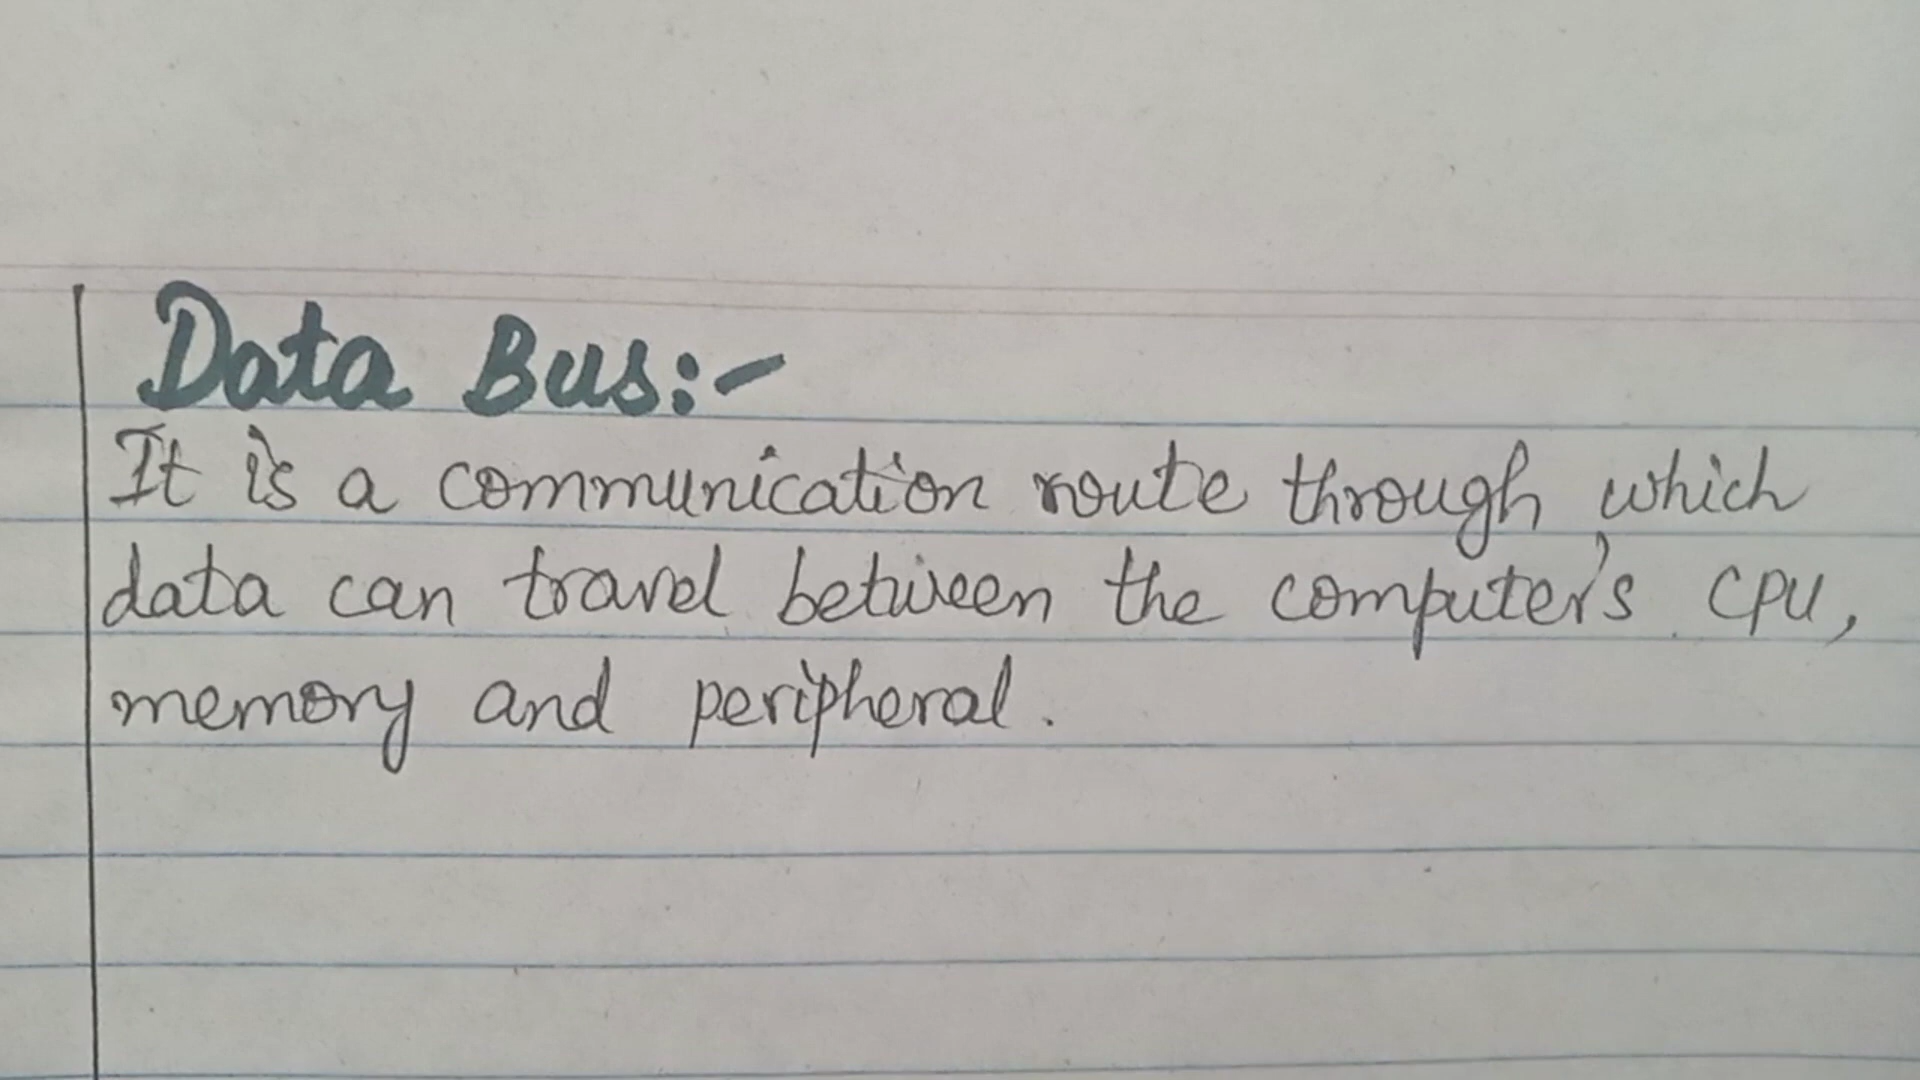 Data Bus:-
It is a communication route through which
data can travel between the computer's CPU,
memory and peripheral.